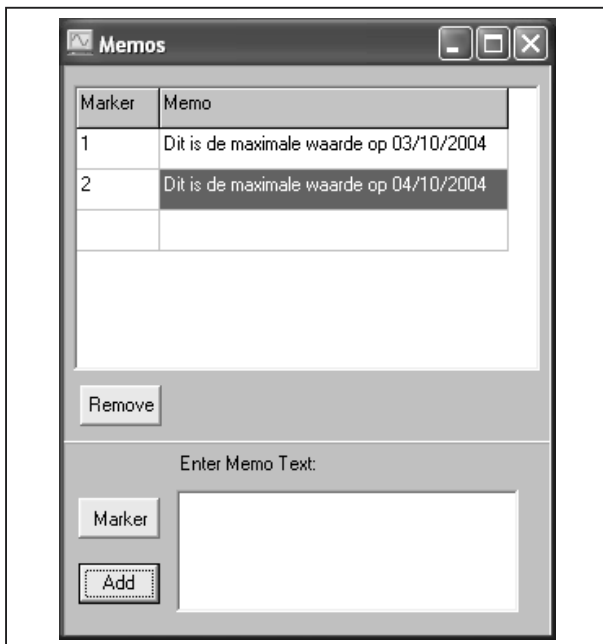 Memos
Marker Memo
1 Dit is de maximale waarde op 03/10/2004
2 Dit is de maximale waarde op 04/10/2004
Remove
Enter Memo Text:
Marker
Add